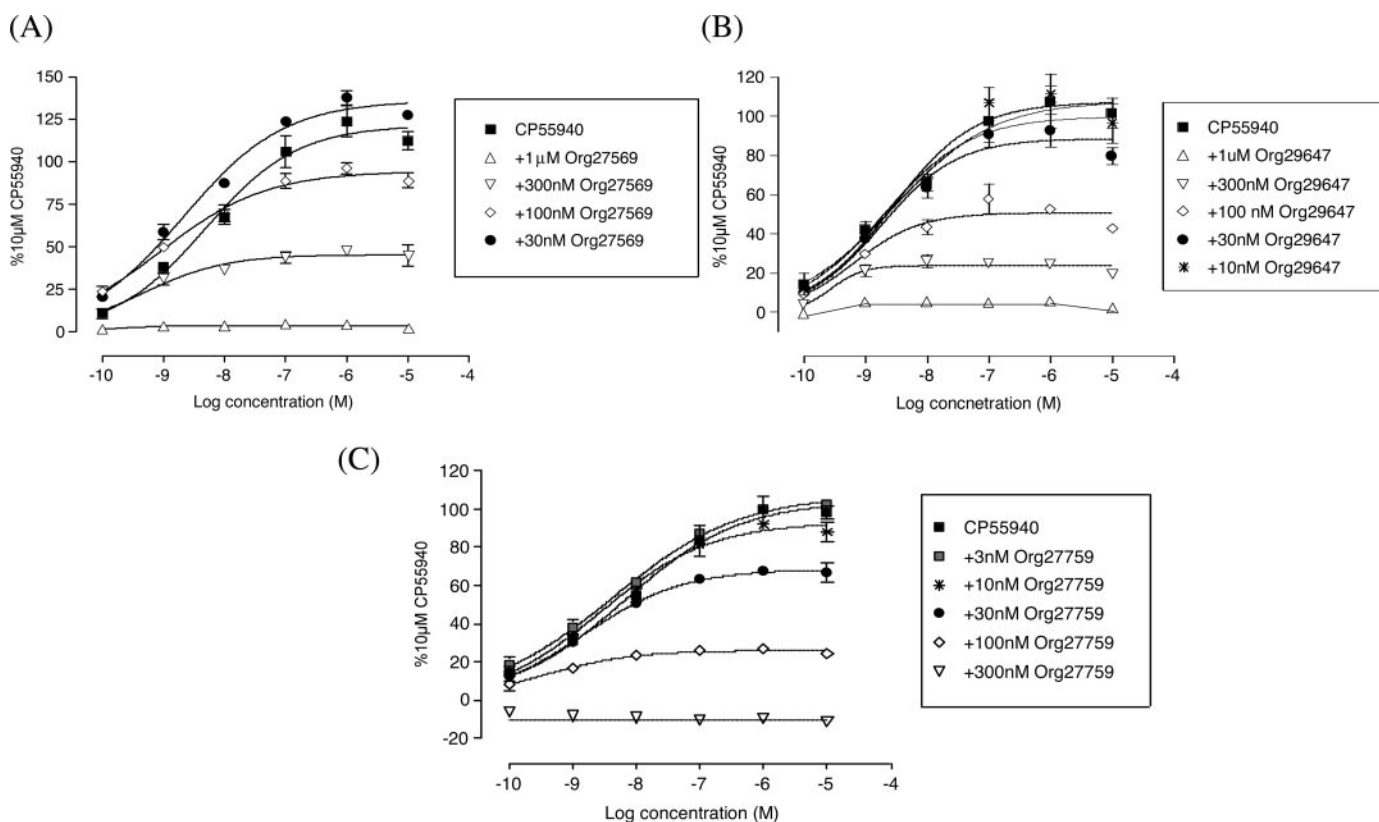 (A)
150
125
100
75
50
25
0
%10μM CP55940
-10 -9 -8 -7 -6 -5 -4
Log concentration (M)
CP55940
+1μM Org27569
+300nM Org27569
+100nM Org27569
+30nM Org27569
(B)
120
100
80
60
40
20
0
%10μM CP55940
-10 -9 -8 -7 -6 -5 -4
Log concnetration (M)
CP55940
+1uM Org29647
+300nM Org29647
+100 nM Org29647
+30nM Org29647
+10nM Org29647
(C)
120
100
80
60
40
20
0
-20
%10μM CP55940
-10 -9 -8 -7 -6 -5 -4
Log concentration (M)
CP55940
+3nM Org27759
+10nM Org27759
+30nM Org27759
+100nM Org27759
+300nM Org27759